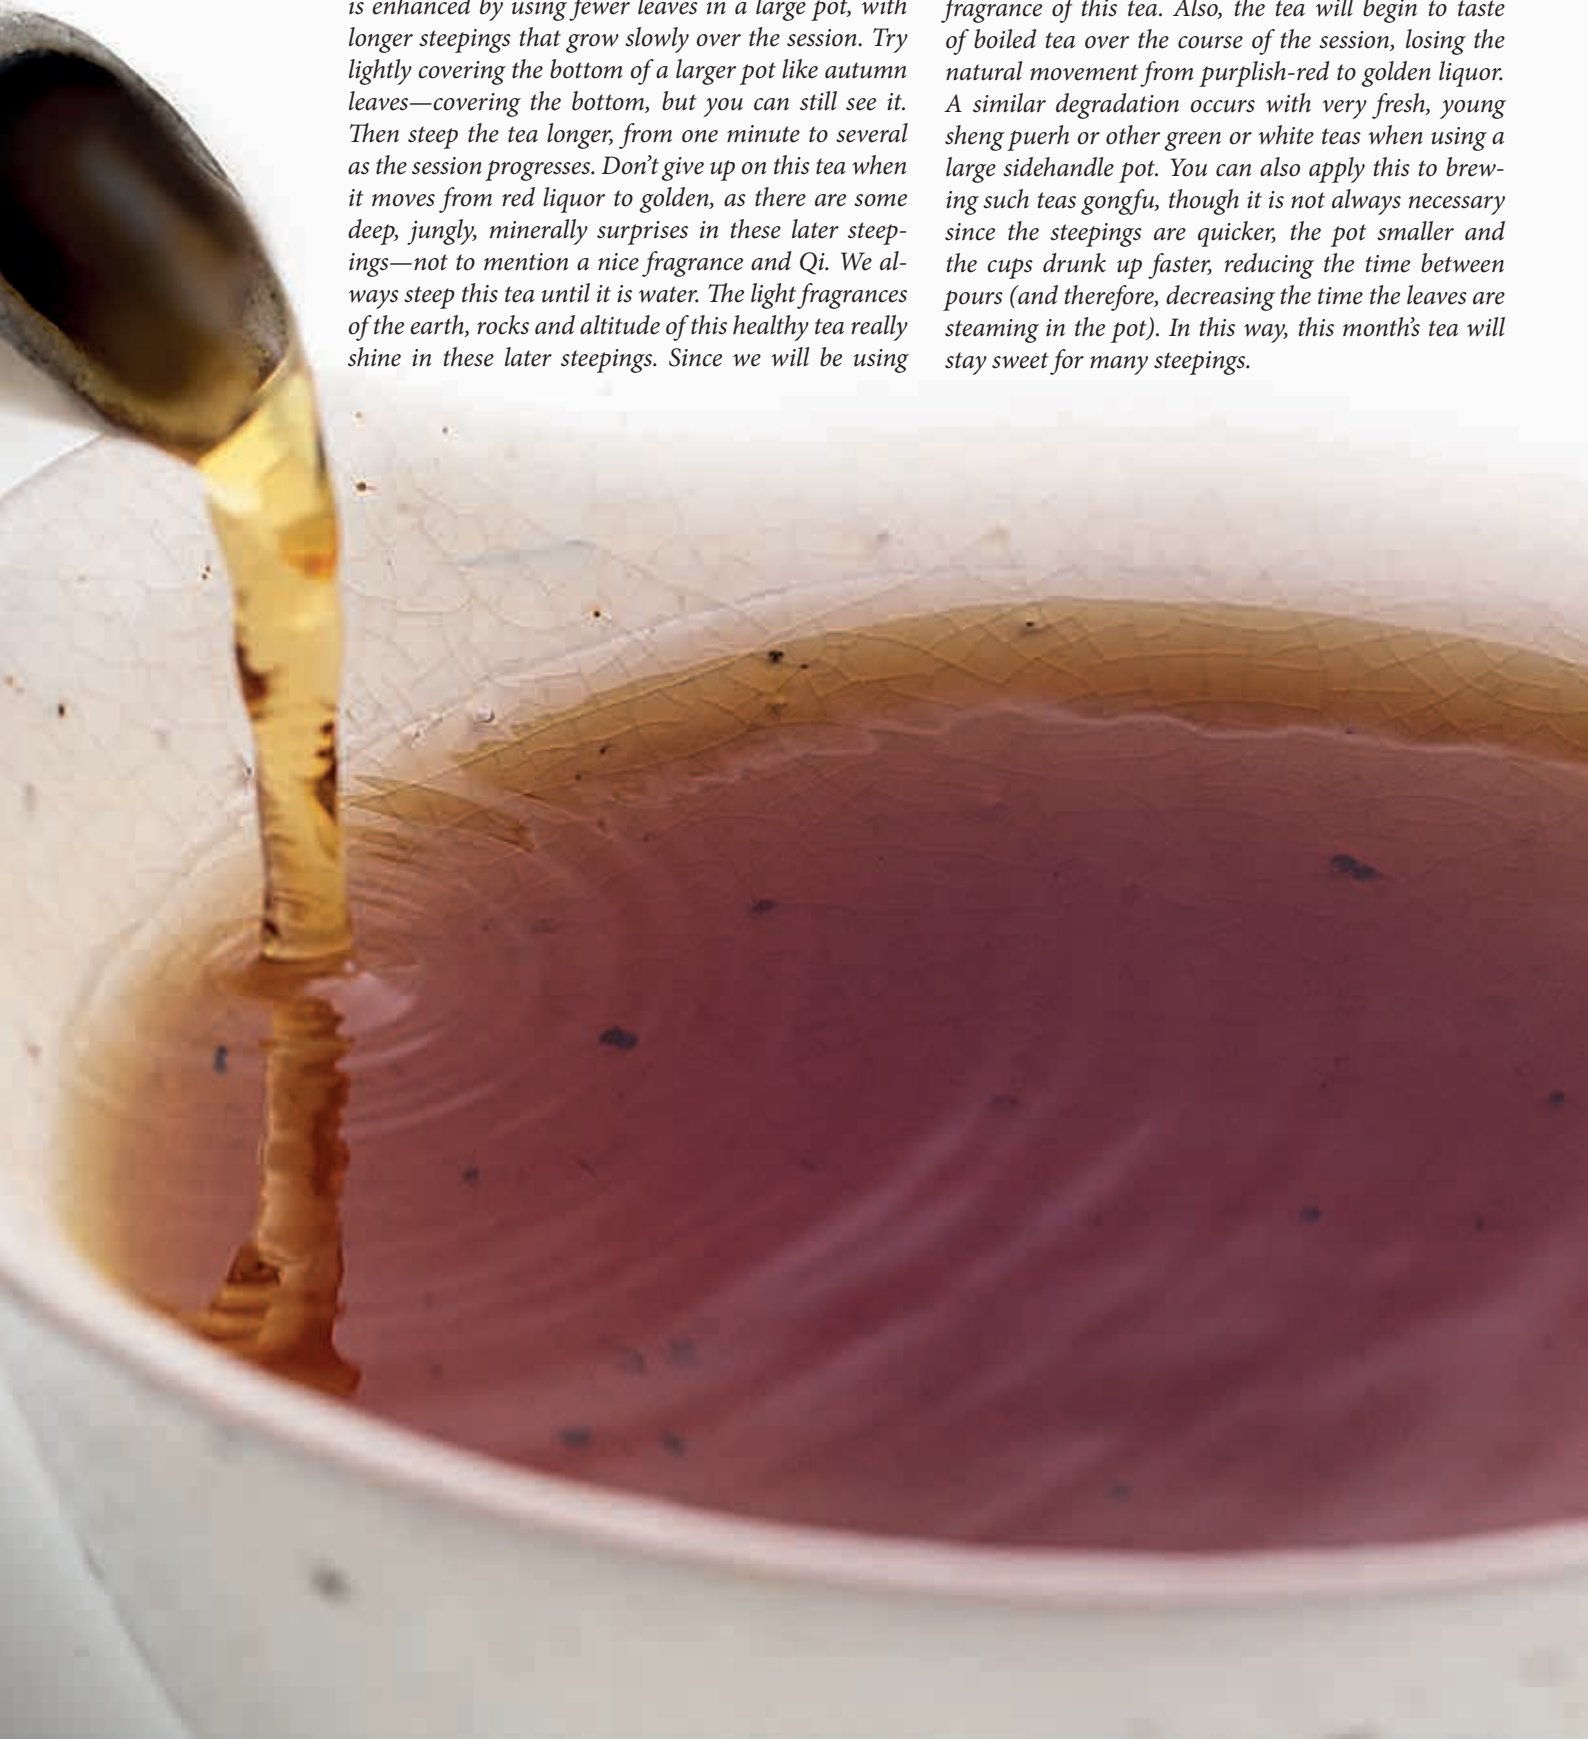 is enhanced by using fewer leaves in a large pot, with
longer steepings that grow slowly over the session. Try
lightly covering the bottom of a larger pot like autumn
leaves—covering the bottom, but you can still see it.
Then steep the tea longer, from one minute to several
as the session progresses. Don’t give up on this tea when
it moves from red liquor to golden, as there are some
deep, jungly, minerally surprises in these later steep-
ings—not to mention a nice fragrance and Qi. We al-
ways steep this tea until it is water. The light fragrances
of the earth, rocks and altitude of this healthy tea really
shine in these later steepings. Since we will be using
fragrance of this tea. Also, the tea will begin to taste
of boiled tea over the course of the session, losing the
natural movement from purplish-red to golden liquor.
A similar degradation occurs with very fresh, young
sheng puerh or other green or white teas when using a
large sidehandle pot. You can also apply this to brew-
ing such teas gongfu, though it is not always necessary
since the steepings are quicker, the pot smaller and
the cups drunk up faster, reducing the time between
pours (and therefore, decreasing the time the leaves are
steaming in the pot). In this way, this month’s tea will
stay sweet for many steepings.